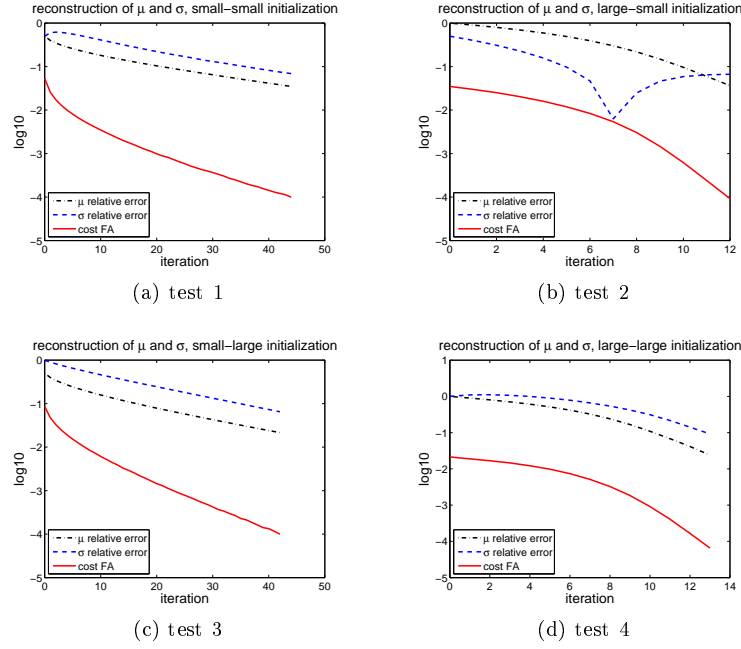 reconstruction of μ and σ, small−small initialization
0
−1
−2
−3
−4
−5
log10
μ relative error
σ relative error
cost FA
0 10 20 30 40 50
iteration
(a) test 1
reconstruction of μ and σ, large−small initialization
0
−1
−2
−3
−4
−5
log10
μ relative error
σ relative error
cost FA
0 2 4 6 8 10 12
iteration
(b) test 2
reconstruction of μ and σ, small−large initialization
0
−1
−2
−3
−4
−5
log10
μ relative error
σ relative error
cost FA
0 10 20 30 40 50
iteration
(c) test 3
reconstruction of μ and σ, large−large initialization
1
0
−1
−2
−3
−4
−5
log10
μ relative error
σ relative error
cost FA
0 2 4 6 8 10 12 14
iteration
(d) test 4